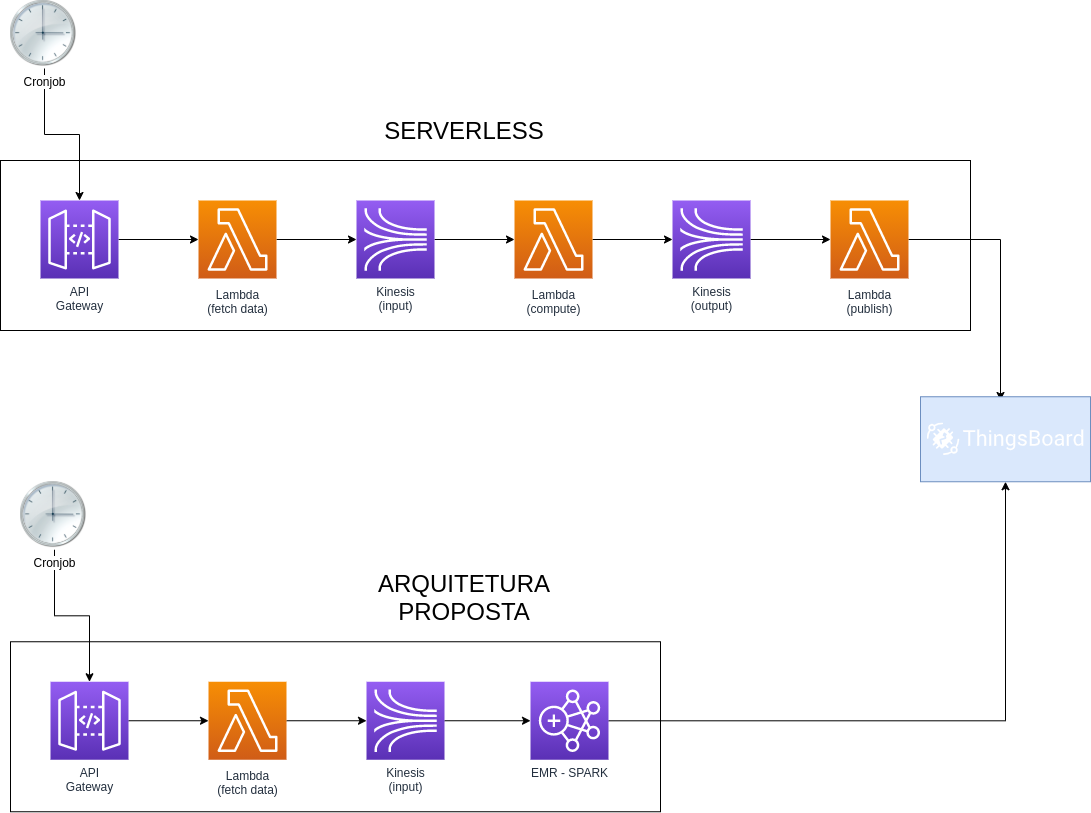 Cronjob
SERVERLESS
API
Gateway
Lambda
(fetch data)
Kinesis
(input)
Lambda
(compute)
Kinesis
(output)
Lambda
(publish)
ThingsBoard
Cronjob
ARQUITETURA
PROPOSTA
API
Gateway
Lambda
(fetch data)
Kinesis
(input)
EMR - SPARK